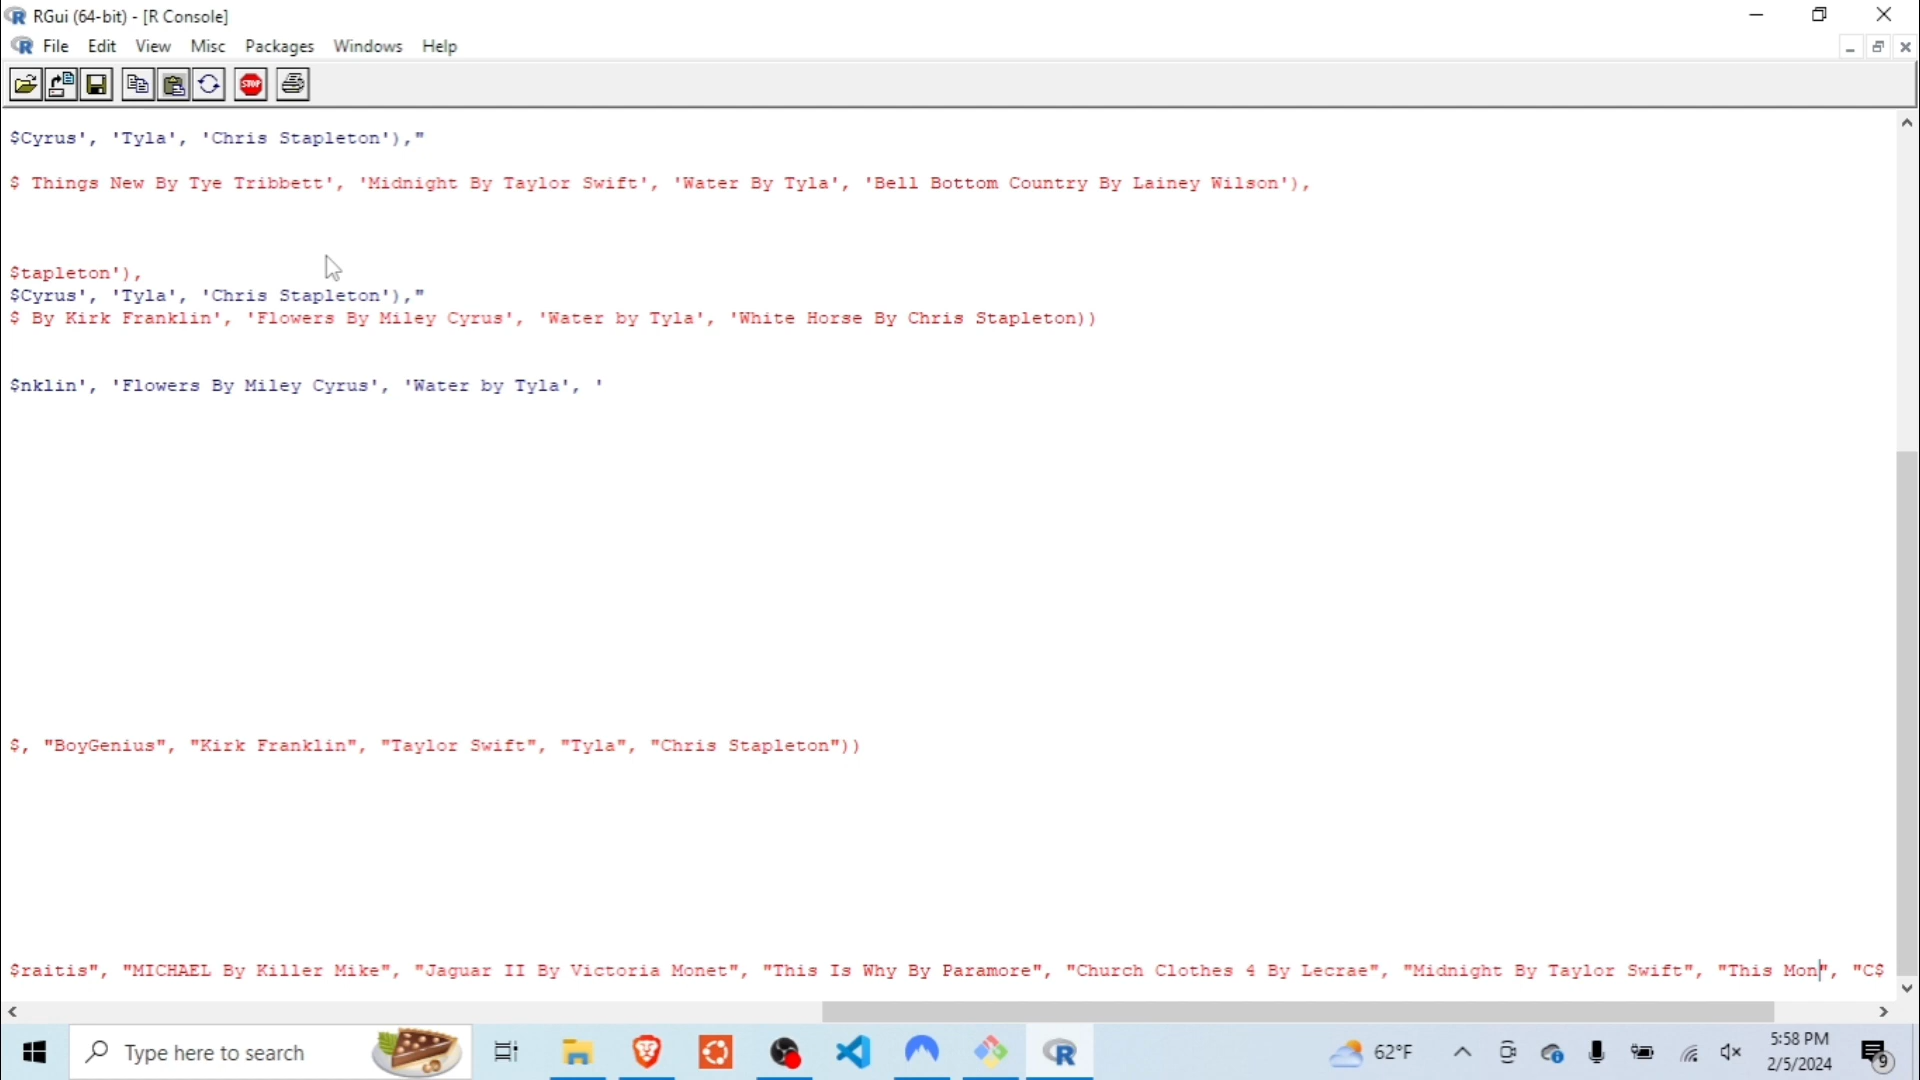 RGui (64-bit) - [R Console]
File Edit View Misc Packages Windows Help
STOP
$Cyrus', 'Tyla', 'Chris Stapleton'),"
$ Things New By Tye Tribbett', 'Midnight By Taylor Swift', 'Water By Tyla', 'Bell Bottom Country By Lainey Wilson'),
$tapleton'),
$Cyrus', 'Tyla', 'Chris Stapleton'),"
$ By Kirk Franklin', 'Flowers By Miley Cyrus', 'Water by Tyla', 'White Horse By Chris Stapleton))
$nklin', 'Flowers By Miley Cyrus', 'Water by Tyla', '
$, "BoyGenius", "Kirk Franklin", "Taylor Swift", "Tyla", "Chris Stapleton"))
$raitis", "MICHAEL By Killer Mike", "Jaguar II By Victoria Monet", "This Is Why By Paramore", "Church Clothes 4 By Lecrae", "Midnight By Taylor Swift", "This Mon", "C$
Type here to search
62°F
5:58 PM
2/5/2024
9